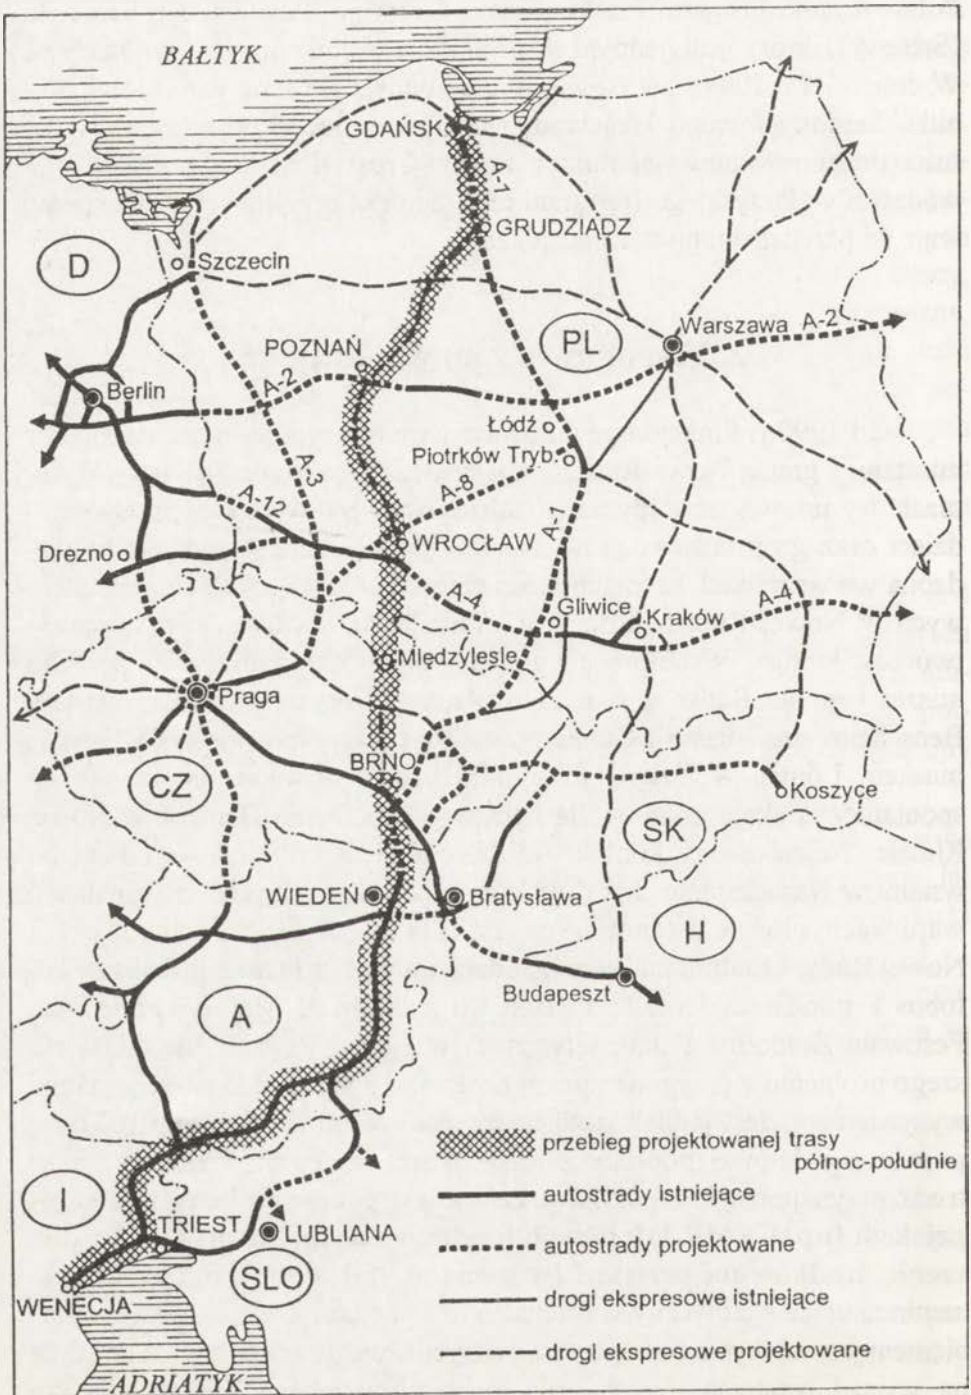 BAŁTYK
GDAŃSK
A-1
GRUDZIĄDZ
D
Szczecin
PL
Warszawa
A-2
POZNAŃ
Berlin
A-2
Łódź
Piotrków Tryb.
A-3
A-8
A-12
A-1
WROCŁAW
Drezno
A-4
Gliwice
Kraków
A-4
Międzylesie
Praga
BRNO
CZ
Koszyce
SK
WIEDEŃ
Bratysława
H
Budapeszt
A
przebieg projektowanej trasy
północ-południe
I
autostrady istniejące
TRIEST
LUBLIANA
autostrady projektowane
SLO
WENECJA
drogi ekspresowe istniejące
drogi ekspresowe projektowane
ADRIATYK